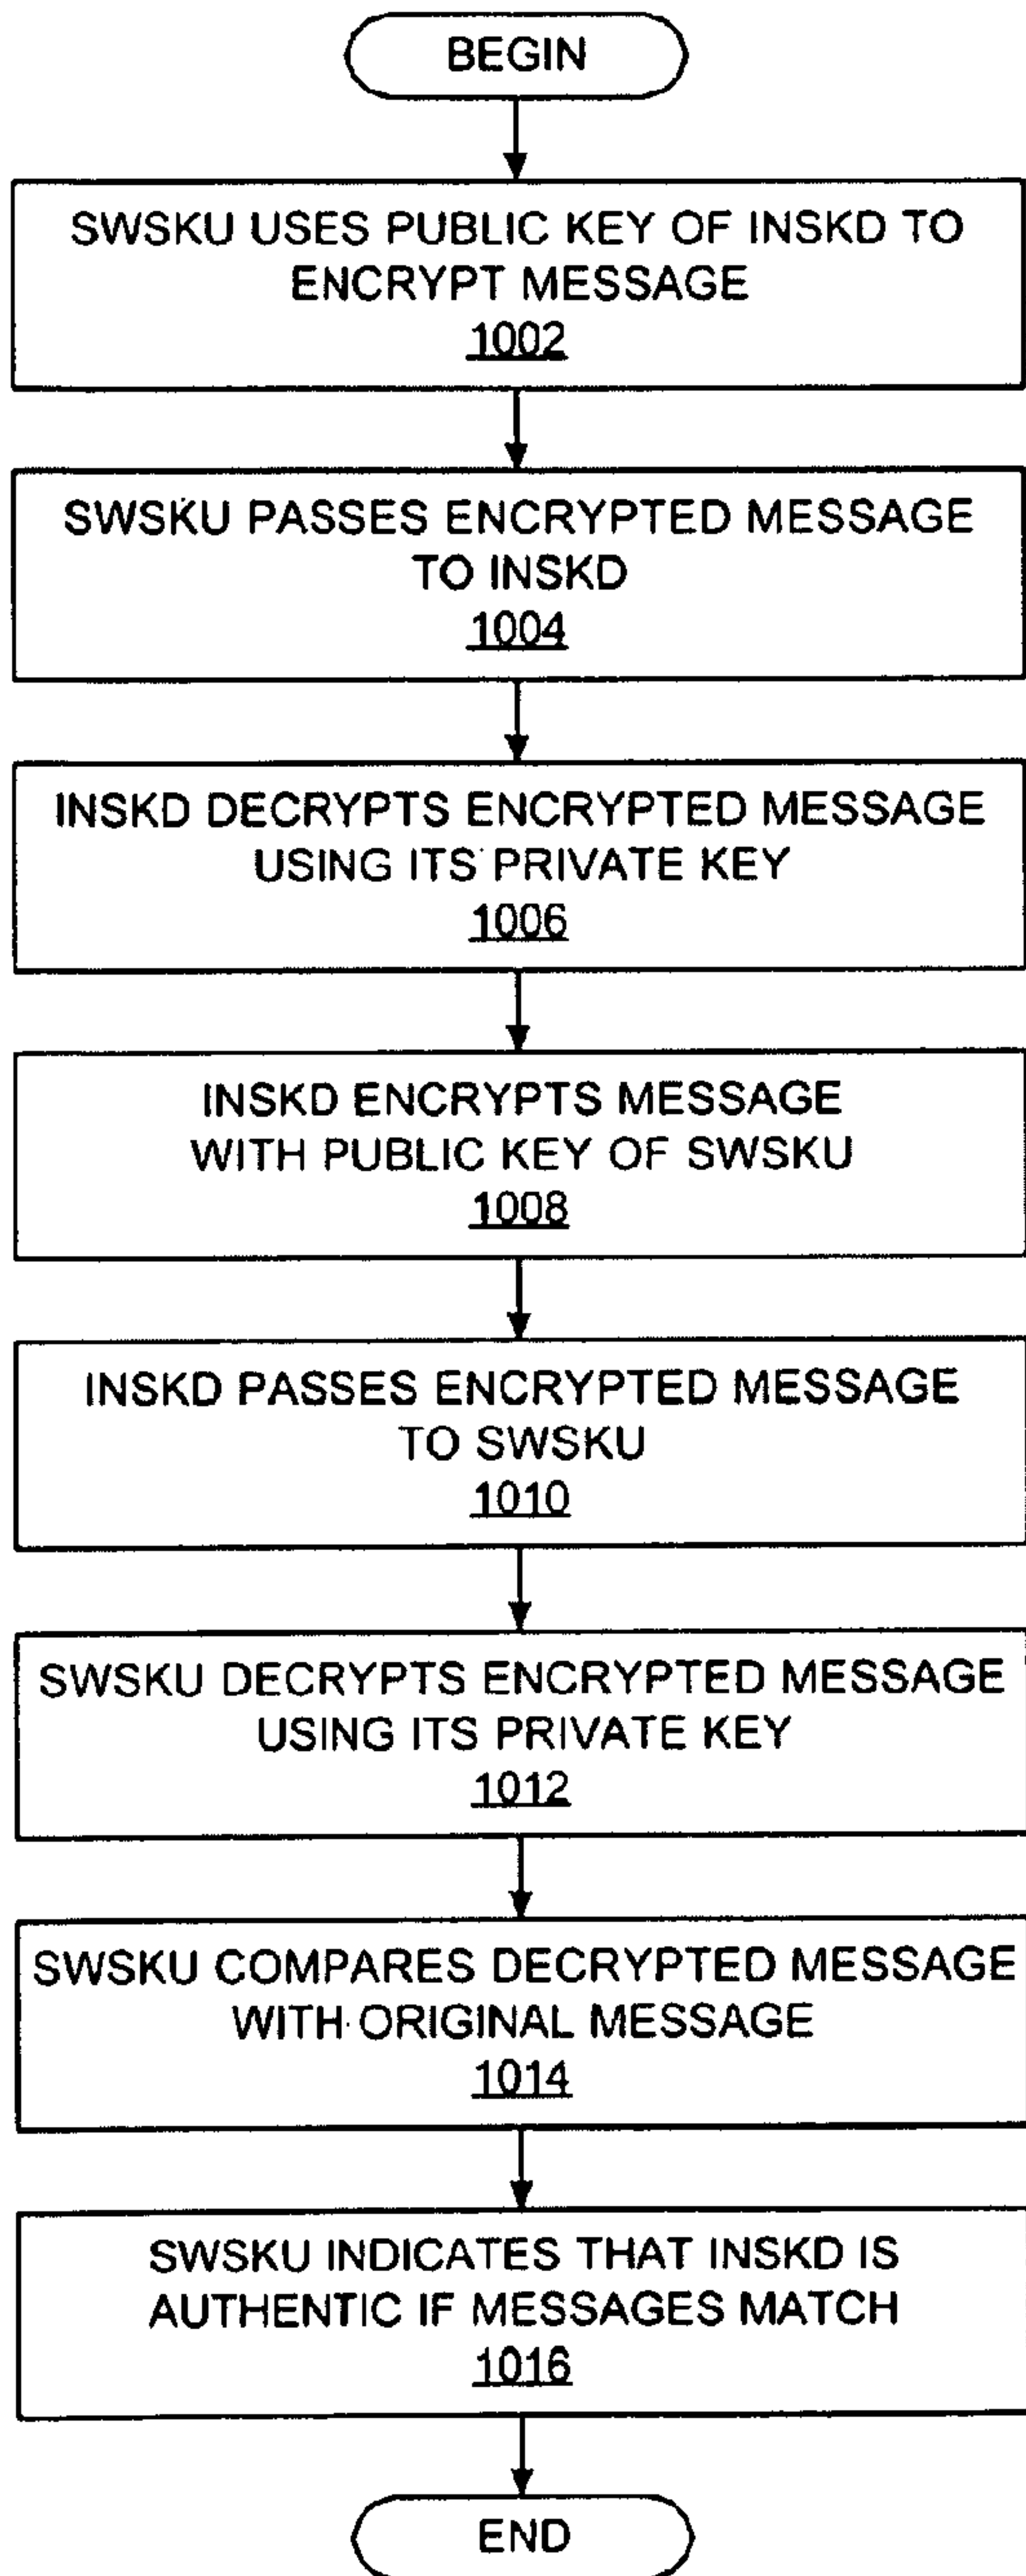 BEGIN
SWSKU USES PUBLIC KEY OF INSKD TO
ENCRYPT MESSAGE
1002
SWSKU PASSES ENCRYPTED MESSAGE
TO INSKD
1004
INSKD DECRYPTS ENCRYPTED MESSAGE
USING ITS PRIVATE KEY
1006
INSKD ENCRYPTS MESSAGE
WITH PUBLIC KEY OF SWSKU
1008
INSKD PASSES ENCRYPTED MESSAGE
TO SWSKU
1010
SWSKU DECRYPTS ENCRYPTED MESSAGE
USING ITS PRIVATE KEY
1012
SWSKU COMPARES DECRYPTED MESSAGE
WITH ORIGINAL MESSAGE
1014
SWSKU INDICATES THAT INSKD IS
AUTHENTIC IF MESSAGES MATCH
1016
END